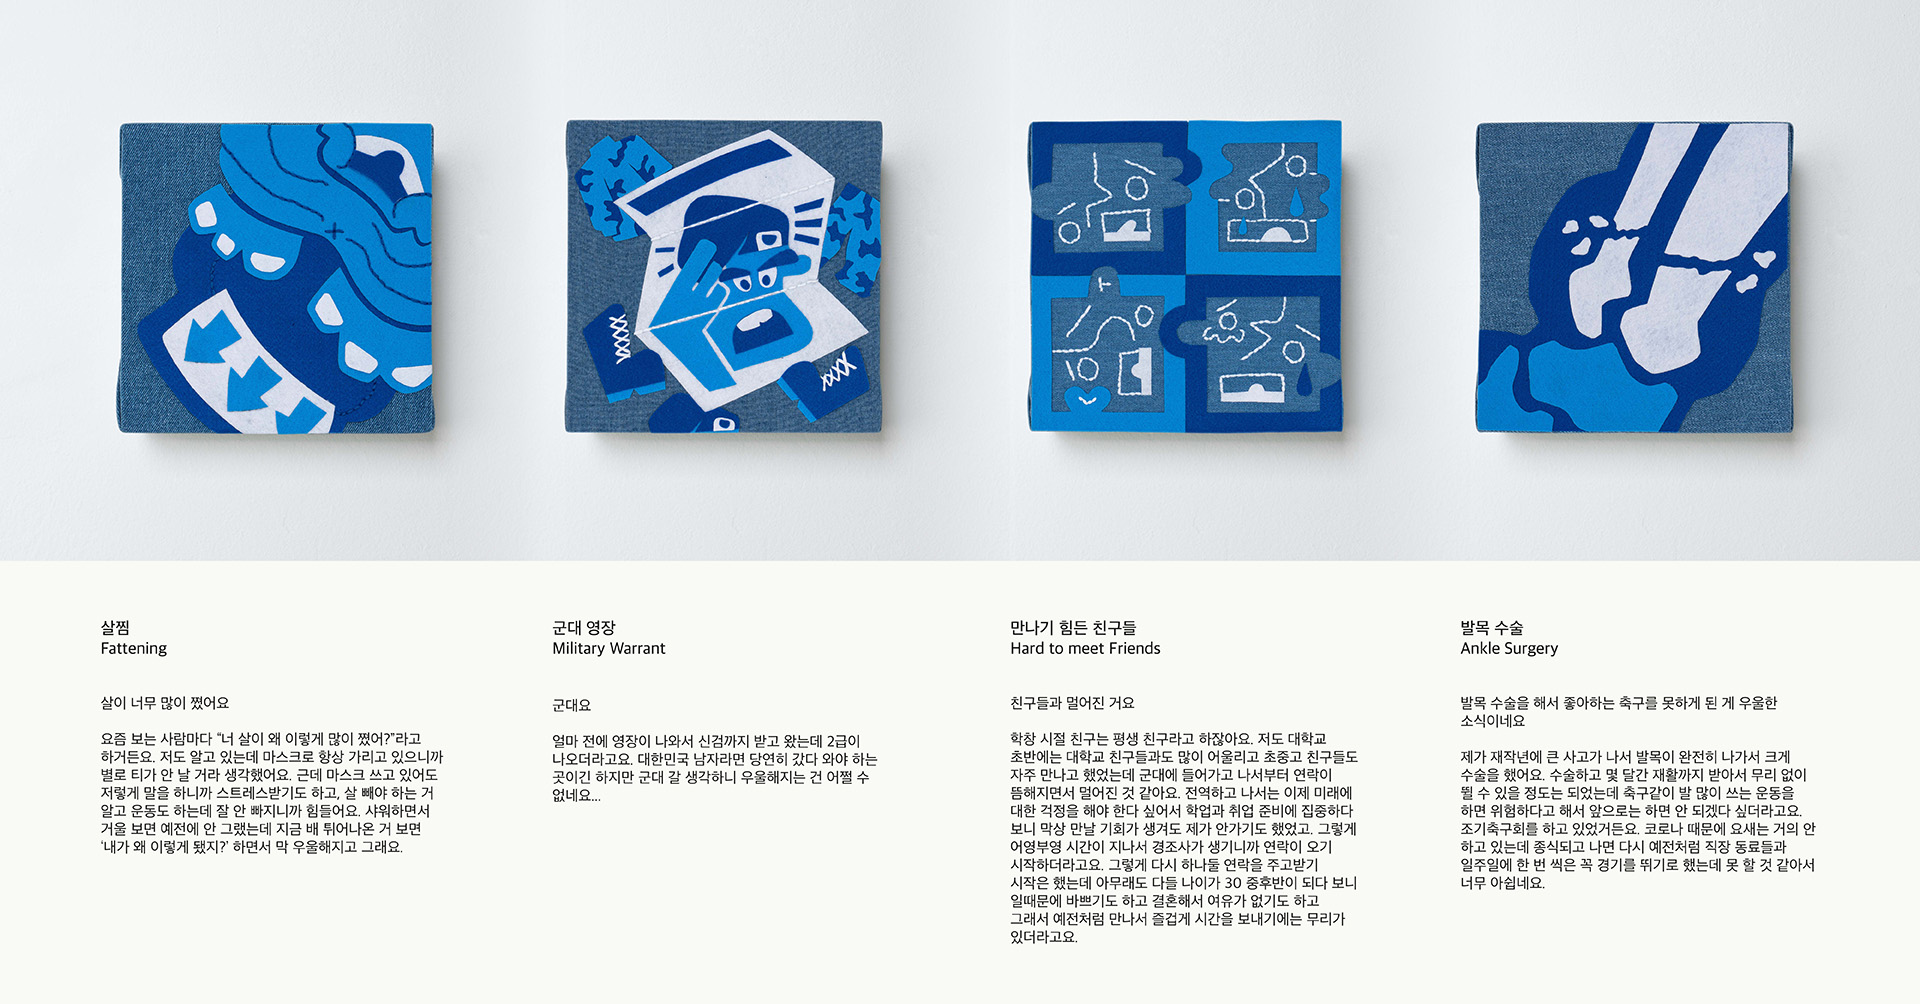 살찜
Fattening
살이 너무 많이 쪘어요
요즘 보는 사람마다 “너 살이 왜 이렇게 많이 쪘어?”라고
하거든요. 저도 알고 있는데 마스크로 항상 가리고 있으니까
별로 티가 안 날 거라 생각했어요. 근데 마스크 쓰고 있어도
저렇게 말을 하니까 스트레스받기도 하고, 살 빼야 하는 거
알고 운동도 하는데 잘 안 빠지니까 힘들어요. 샤워하면서
거울 보면 예전에 안 그랬는데 지금 배 튀어나온 거 보면
‘내가 왜 이렇게 됐지?’ 하면서 막 우울해지고 그래요.
군대 영장
Military Warrant
군대요
얼마 전에 영장이 나와서 신검까지 받고 왔는데 2급이
나오더라고요. 대한민국 남자라면 당연히 갔다 와야 하는
곳이긴 하지만 군대 갈 생각하니 우울해지는 건 어쩔 수
없네요...
만나기 힘든 친구들
Hard to meet Friends
친구들과 멀어진 거요
학창 시절 친구는 평생 친구라고 하잖아요. 저도 대학교
초반에는 대학교 친구들과도 많이 어울리고 초중고 친구들도
자주 만나고 했었는데 군대에 들어가고 나서부터 연락이
뜸해지면서 멀어진 것 같아요. 전역하고 나서는 이제 미래에
대한 걱정을 해야 한다 싶어서 학업과 취업 준비에 집중하다
보니 막상 만날 기회가 생겨도 제가 안가기도 했었고. 그렇게
어영부영 시간이 지나서 경조사가 생기니까 연락이 오기
시작하더라고요. 그렇게 다시 하나둘 연락을 주고받기
시작은 했는데 아무래도 다들 나이가 30 중후반이 되다 보니
일때문에 바쁘기도 하고 결혼해서 여유가 없기도 하고
그래서 예전처럼 만나서 즐겁게 시간을 보내기에는 무리가
있더라고요.
발목 수술
Ankle Surgery
발목 수술을 해서 좋아하는 축구를 못하게 된 게 우울한
소식이네요
제가 재작년에 큰 사고가 나서 발목이 완전히 나가서 크게
수술을 했어요. 수술하고 몇 달간 재활까지 받아서 무리 없이
뛸 수 있을 정도는 되었는데 축구같이 발 많이 쓰는 운동을
하면 위험하다고 해서 앞으로는 하면 안 되겠다 싶더라고요.
조기축구회를 하고 있었거든요. 코로나 때문에 요새는 거의 안
하고 있는데 종식되고 나면 다시 예전처럼 직장 동료들과
일주일에 한 번 씩은 꼭 경기를 뛰기로 했는데 못 할 것 같아서
너무 아쉽네요.